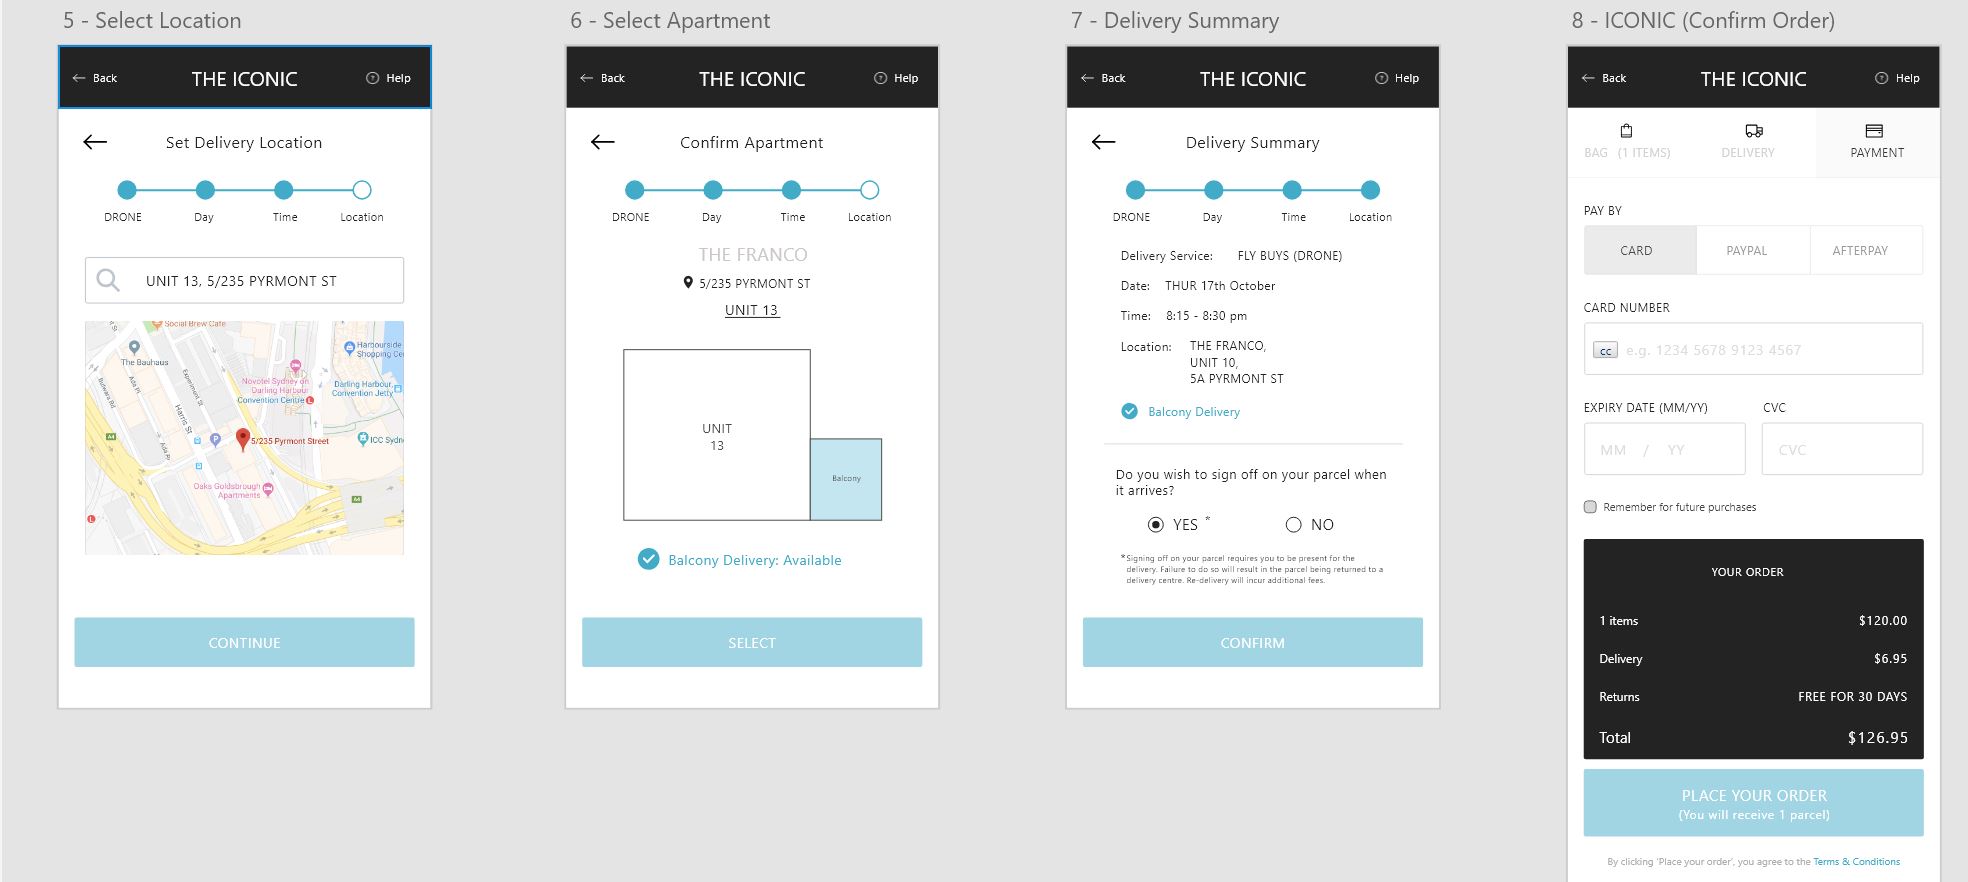 5 - Select Location
← Back THE ICONIC Help
Set Delivery Location
DRONE Day Time Location
UNIT 13, 5/235 PYRMONT ST
Social Brew Cafe
The Bauhaus
Harbourside
Shopping Ce
Novotel Sydney on
Darling Harbour
Darling Harbour,
Convention Jetty
Convention Centre
Bulwara Rd
Ada Pl
Experiment St
Harris St
P
5/235 Pyrmont Street
ICC Sydn
A4
Ada Pl
Oaks Goldsbrough
Apartments
A4
L
CONTINUE
6 - Select Apartment
← Back THE ICONIC Help
Confirm Apartment
DRONE Day Time Location
THE FRANCO
5/235 PYRMONT ST
UNIT 13
UNIT
13
Balcony
Balcony Delivery: Available
SELECT
7 - Delivery Summary
← Back THE ICONIC Help
Delivery Summary
DRONE Day Time Location
Delivery Service: FLY BUYS (DRONE)
Date: THUR 17th October
Time: 8:15 - 8:30 pm
Location: THE FRANCO,
UNIT 10,
5A PYRMONT ST
Balcony Delivery
Do you wish to sign off on your parcel when
it arrives?
YES * NO
*Signing off on your parcel requires you to be present for the
delivery. Failure to do so will result in the parcel being returned to a
delivery centre. Re-delivery will incur additional fees.
CONFIRM
8 - ICONIC (Confirm Order)
← Back THE ICONIC Help
BAG (1 ITEMS) DELIVERY PAYMENT
PAY BY
CARD PAYPAL AFTERPAY
CARD NUMBER
cc e.g. 1234 5678 9123 4567
EXPIRY DATE (MM/YY) CVC
MM / YY CVC
Remember for future purchases
YOUR ORDER
1 items $120.00
Delivery $6.95
Returns FREE FOR 30 DAYS
Total $126.95
PLACE YOUR ORDER
(You will receive 1 parcel)
By clicking 'Place your order', you agree to the Terms & Conditions